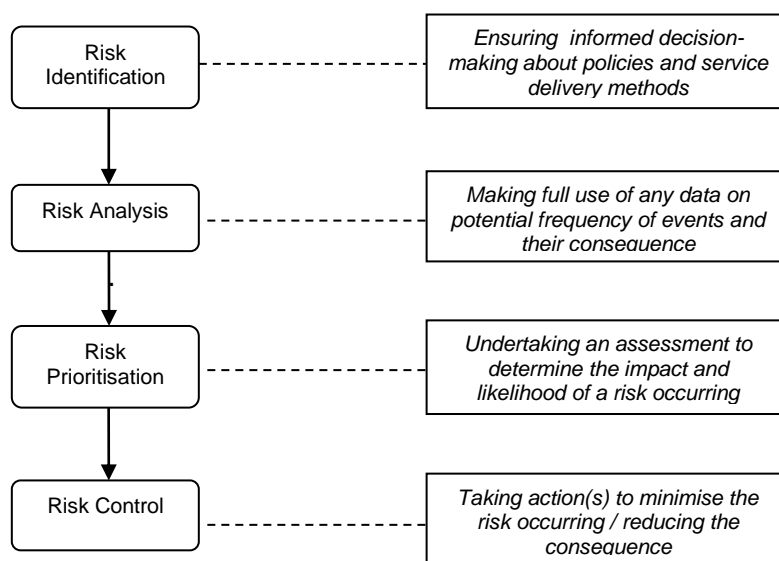 Risk
Identification
Ensuring informed decision-
making about policies and service
delivery methods
Risk Analysis
Making full use of any data on
potential frequency of events and
their consequence
.
Risk
Prioritisation
Undertaking an assessment to
determine the impact and
likelihood of a risk occurring
Risk Control
Taking action(s) to minimise the
risk occurring / reducing the
consequence